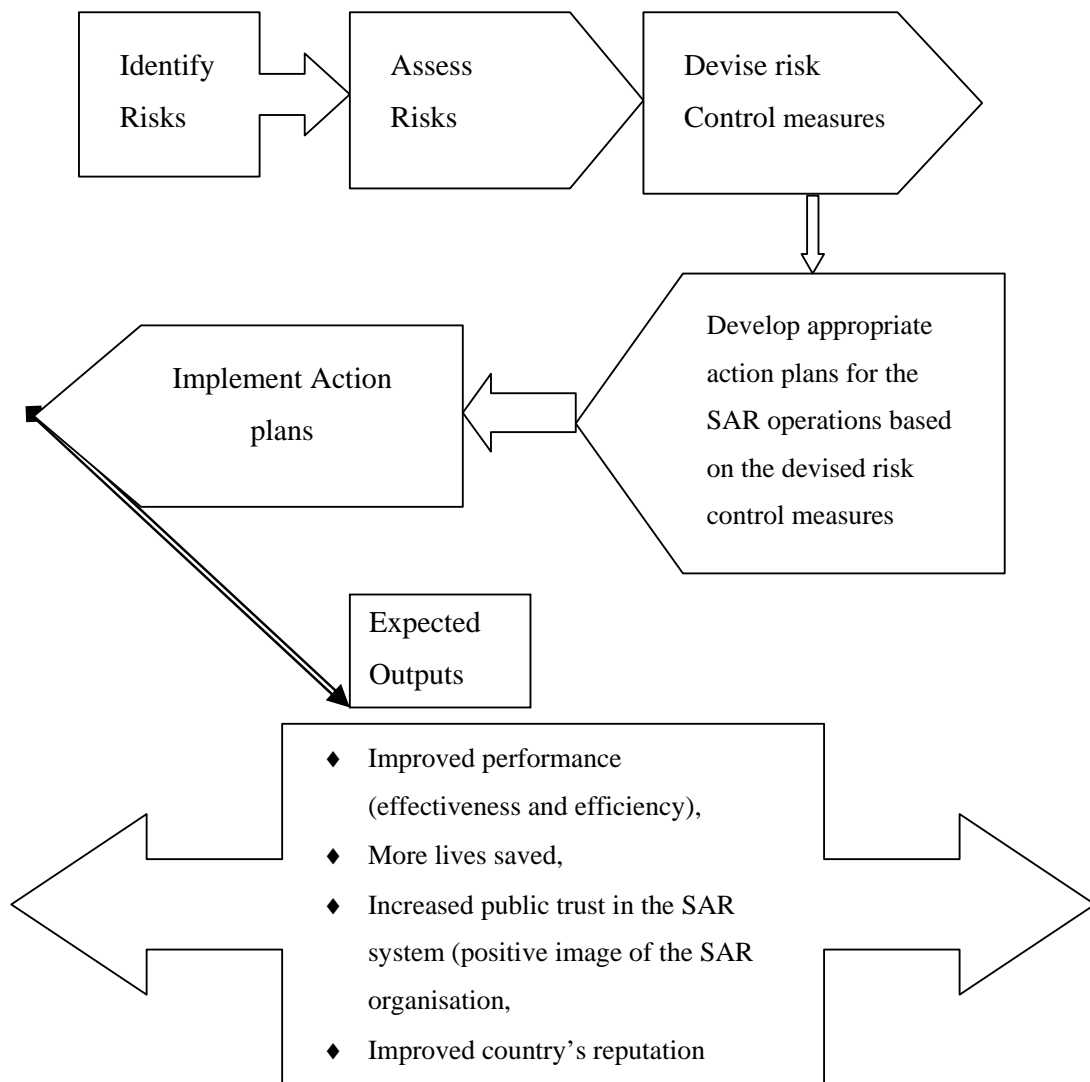 Identify
Risks
Assess
Risks
Devise risk
Control measures
Develop appropriate
action plans for the
SAR operations based
on the devised risk
control measures
Implement Action
plans
Expected
Outputs
♦ Improved performance
(effectiveness and efficiency),
♦ More lives saved,
♦ Increased public trust in the SAR
system (positive image of the SAR
organisation,
♦ Improved country’s reputation